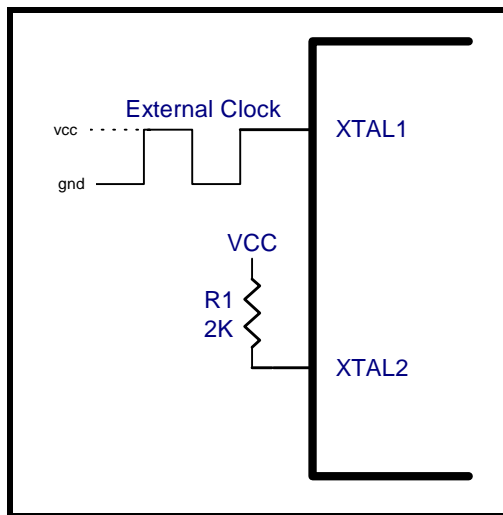 External Clock
vcc
XTAL1
gnd
VCC
R1
2K
XTAL2